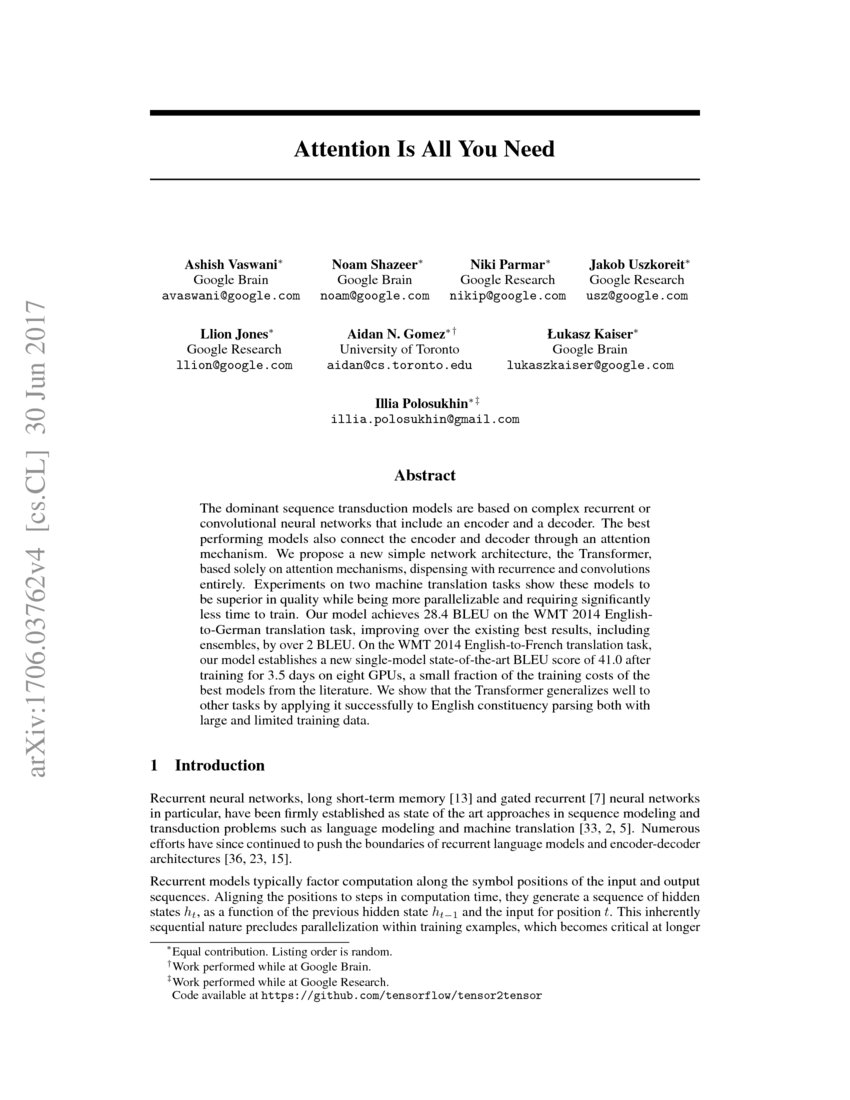 arXiv:1706.03762v4 [cs.CL] 30 Jun 2017
Attention Is All You Need
Ashish Vaswani* Noam Shazeer* Niki Parmar* Jakob Uszkoreit*
Google Brain Google Brain Google Research Google Research
avaswani@google.com noam@google.com nikip@google.com usz@google.com
Llion Jones* Aidan N. Gomez*† Łukasz Kaiser*
Google Research University of Toronto Google Brain
llion@google.com aidan@cs.toronto.edu lukaszkaiser@google.com
Illia Polosukhin*‡
illia.polosukhin@gmail.com
Abstract
The dominant sequence transduction models are based on complex recurrent or
convolutional neural networks that include an encoder and a decoder. The best
performing models also connect the encoder and decoder through an attention
mechanism. We propose a new simple network architecture, the Transformer,
based solely on attention mechanisms, dispensing with recurrence and convolutions
entirely. Experiments on two machine translation tasks show these models to
be superior in quality while being more parallelizable and requiring significantly
less time to train. Our model achieves 28.4 BLEU on the WMT 2014 English-
to-German translation task, improving over the existing best results, including
ensembles, by over 2 BLEU. On the WMT 2014 English-to-French translation task,
our model establishes a new single-model state-of-the-art BLEU score of 41.0 after
training for 3.5 days on eight GPUs, a small fraction of the training costs of the
best models from the literature. We show that the Transformer generalizes well to
other tasks by applying it successfully to English constituency parsing both with
large and limited training data.
1 Introduction
Recurrent neural networks, long short-term memory [13] and gated recurrent [7] neural networks
in particular, have been firmly established as state of the art approaches in sequence modeling and
transduction problems such as language modeling and machine translation [33, 2, 5]. Numerous
efforts have since continued to push the boundaries of recurrent language models and encoder-decoder
architectures [36, 23, 15].
Recurrent models typically factor computation along the symbol positions of the input and output
sequences. Aligning the positions to steps in computation time, they generate a sequence of hidden
states hₜ, as a function of the previous hidden state hₜ₋₁ and the input for position t. This inherently
sequential nature precludes parallelization within training examples, which becomes critical at longer
*Equal contribution. Listing order is random.
†Work performed while at Google Brain.
‡Work performed while at Google Research.
Code available at https://github.com/tensorflow/tensor2tensor